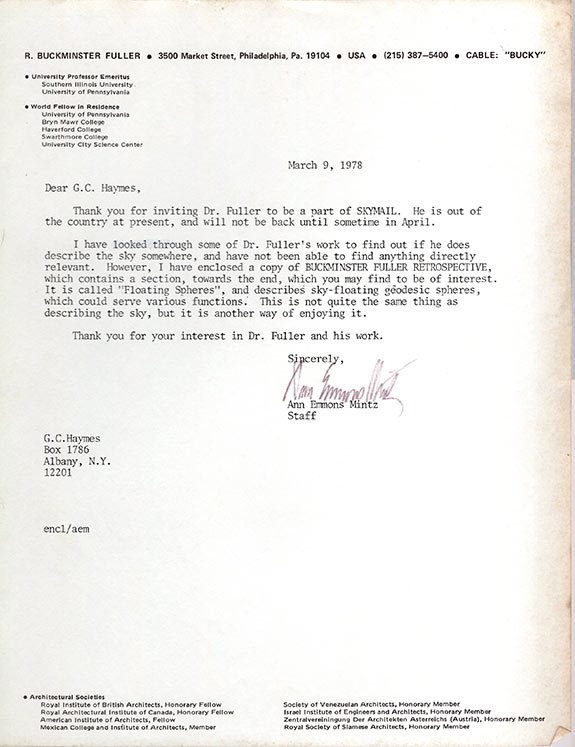 R. BUCKMINSTER FULLER ● 3500 Market Street, Philadelphia, Pa. 19104 ● USA ● (215) 387—5400 ● CABLE: "BUCKY"
● University Professor Emeritus
Southern Illinois University
University of Pennsylvania
● World Fellow in Residence
University of Pennsylvania
Bryn Mawr College
Haverford College
Swarthmore College
University City Science Center
March 9, 1978
Dear G.C. Haymes,
Thank you for inviting Dr. Fuller to be a part of SKYMAIL. He is out of
the country at present, and will not be back until sometime in April.
I have looked through some of Dr. Fuller's work to find out if he does
describe the sky somewhere, and have not been able to find anything directly
relevant. However, I have enclosed a copy of BUCKMINSTER FULLER RETROSPECTIVE,
which contains a section, towards the end, which you may find to be of interest.
It is called "Floating Spheres", and describes sky-floating geodesic spheres,
which could serve various functions. This is not quite the same thing as
describing the sky, but it is another way of enjoying it.
Thank you for your interest in Dr. Fuller and his work.
Sincerely,
Ann Emmons Mintz
Ann Emmons Mintz
Staff
G.C.Haymes
Box 1786
Albany, N.Y.
12201
encl/aem
● Architectural Societies
Royal Institute of British Architects, Honorary Fellow
Royal Architectural Institute of Canada, Honorary Fellow
American Institute of Architects, Fellow
Mexican College and Institute of Architects, Member
Society of Venezuelan Architects, Honorary Member
Israel Institute of Engineers and Architects, Honorary Member
Zentralvereiningung Der Architekten Asterreichs (Austria), Honorary Member
Royal Society of Siamese Architects, Honorary Member